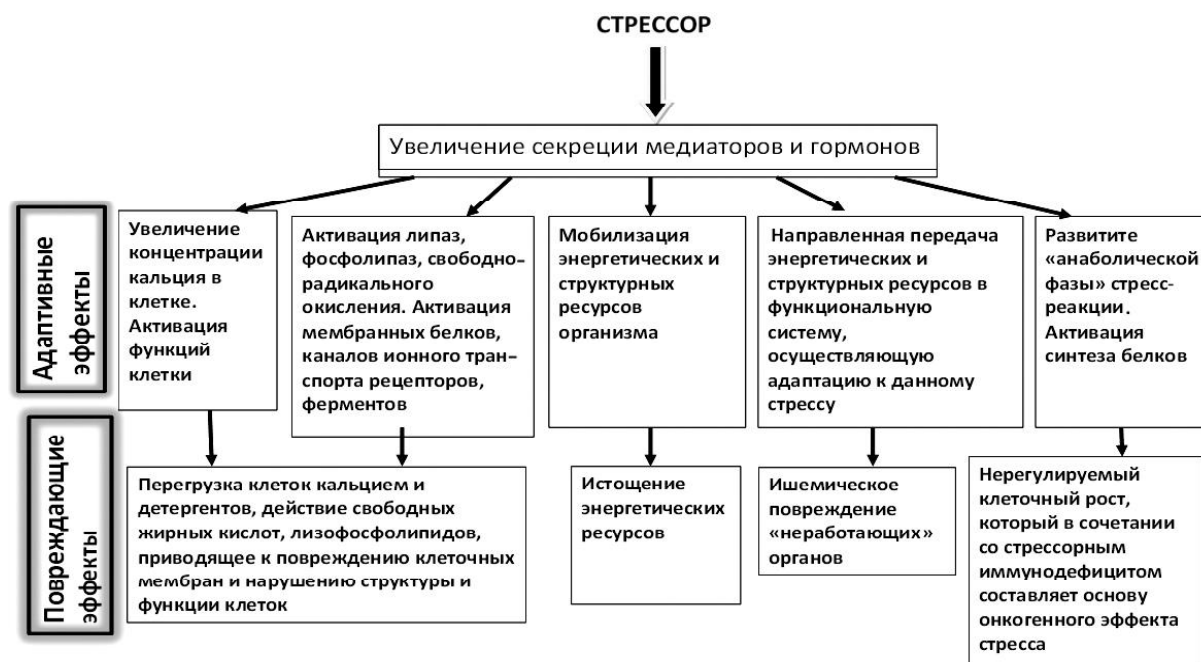 СТРЕССОР
Увеличение секреции медиаторов и гормонов
Адаптивные
эффекты
Увеличение
концентрации
кальция в
клетке.
Активация
функций
клетки
Активация липаз,
фосфолипаз, свободно-
радикального
окисления. Активация
мембранных белков,
каналов ионного тран-
спорта рецепторов,
ферментов
Мобилизация
энергетических и
структурных
ресурсов
организма
Направленная передача
энергетических и
структурных ресурсов в
функциональную
систему,
осуществляющую
адаптацию к данному
стрессу
Развитите
«анаболической
фазы» стресс-
реакции.
Активация
синтеза белков
Повреждающие
эффекты
Перегрузка клеток кальцием и
детергентов, действие свободных
жирных кислот, лизофосфолипидов,
приводящее к повреждению клеточных
мембран и нарушению структуры и
функции клеток
Истощение
энергетических
ресурсов
Ишемическое
повреждение
«неработающих»
органов
Нерегулируемый
клеточный рост,
который в сочетании
со стрессорным
иммунодефицитом
составляет основу
онкогенного эффекта
стресса